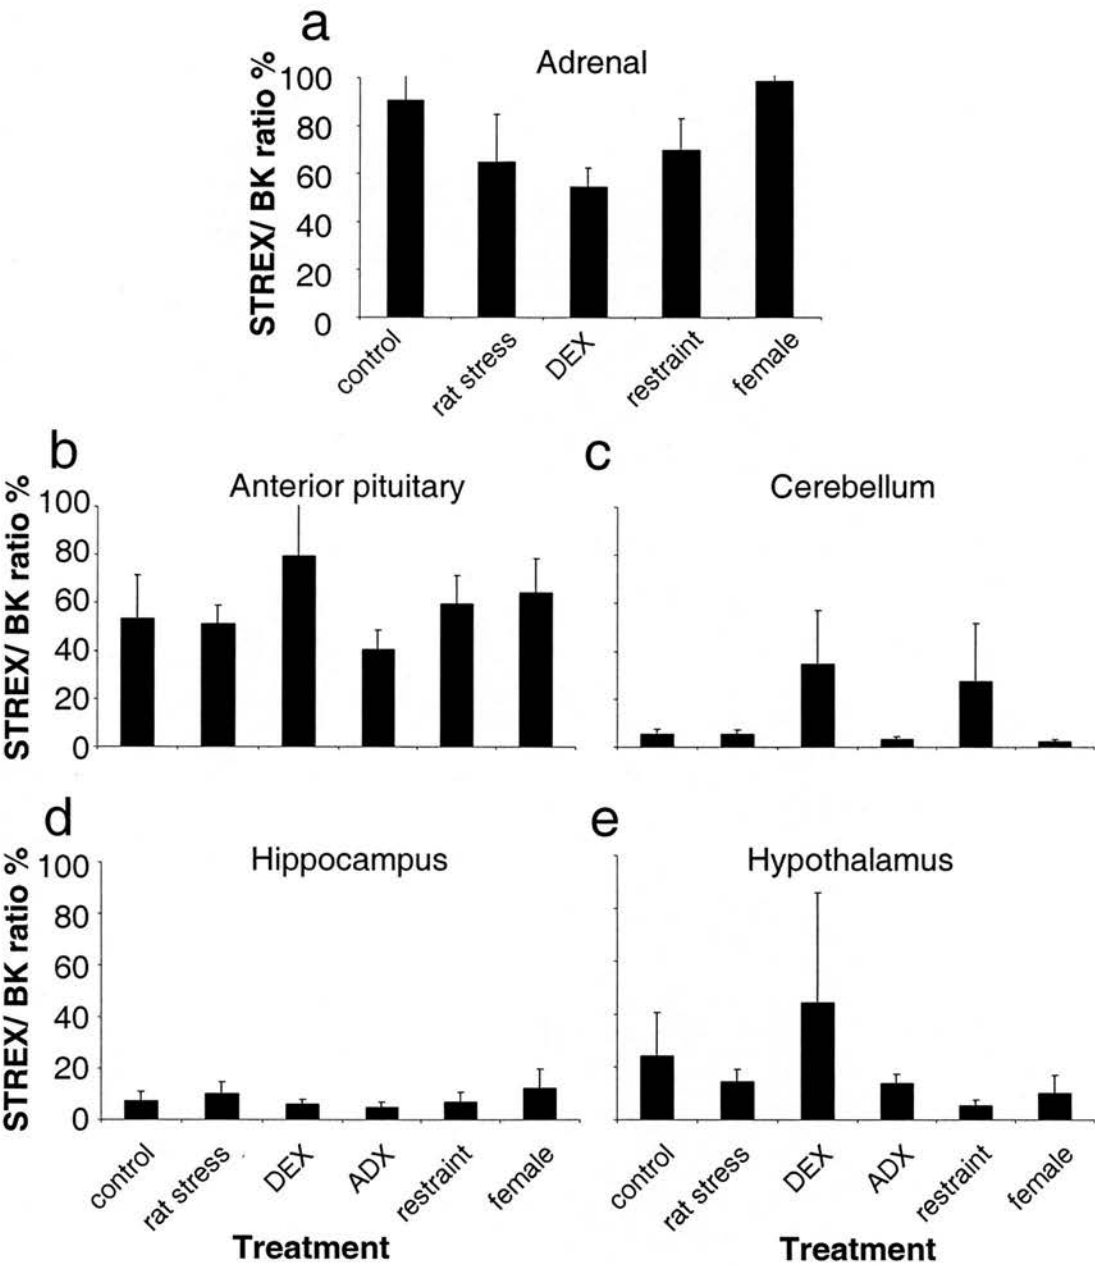 a
Adrenal
STREX/ BK ratio %
100
80
60
40
20
0
control
rat stress
DEX
restraint
female
b
Anterior pituitary
STREX/ BK ratio %
100
80
60
40
20
0
c
Cerebellum
d
Hippocampus
STREX/ BK ratio %
100
80
60
40
20
0
control
rat stress
DEX
ADX
restraint
female
Treatment
e
Hypothalamus
control
rat stress
DEX
ADX
restraint
female
Treatment